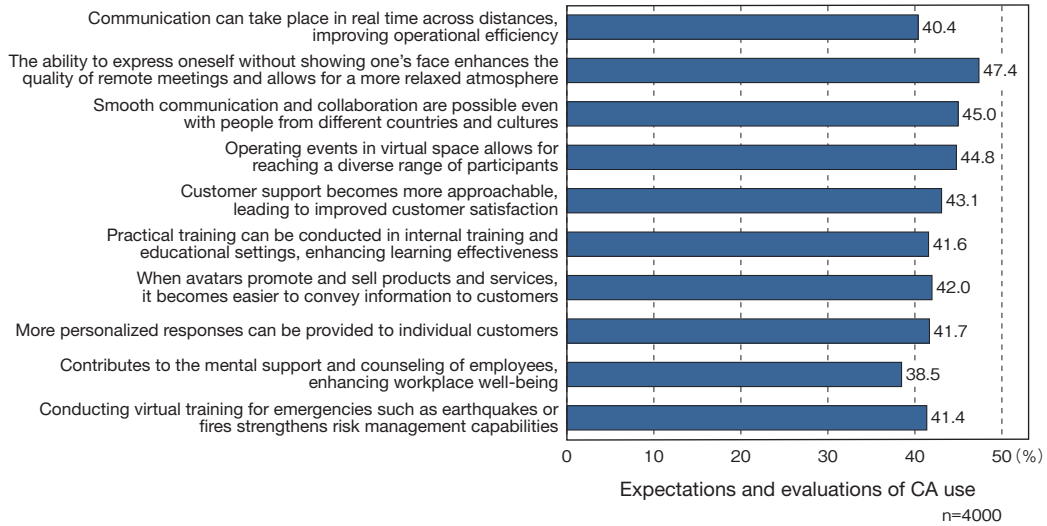 Communication can take place in real time across distances,
improving operational efficiency
40.4
The ability to express oneself without showing one’s face enhances the
quality of remote meetings and allows for a more relaxed atmosphere
47.4
Smooth communication and collaboration are possible even
with people from different countries and cultures
45.0
Operating events in virtual space allows for
reaching a diverse range of participants
44.8
Customer support becomes more approachable,
leading to improved customer satisfaction
43.1
Practical training can be conducted in internal training and
educational settings, enhancing learning effectiveness
41.6
When avatars promote and sell products and services,
it becomes easier to convey information to customers
42.0
More personalized responses can be provided to individual customers
41.7
Contributes to the mental support and counseling of employees,
enhancing workplace well-being
38.5
Conducting virtual training for emergencies such as earthquakes or
fires strengthens risk management capabilities
41.4
0 10 20 30 40 50 (%)
Expectations and evaluations of CA use
n=4000